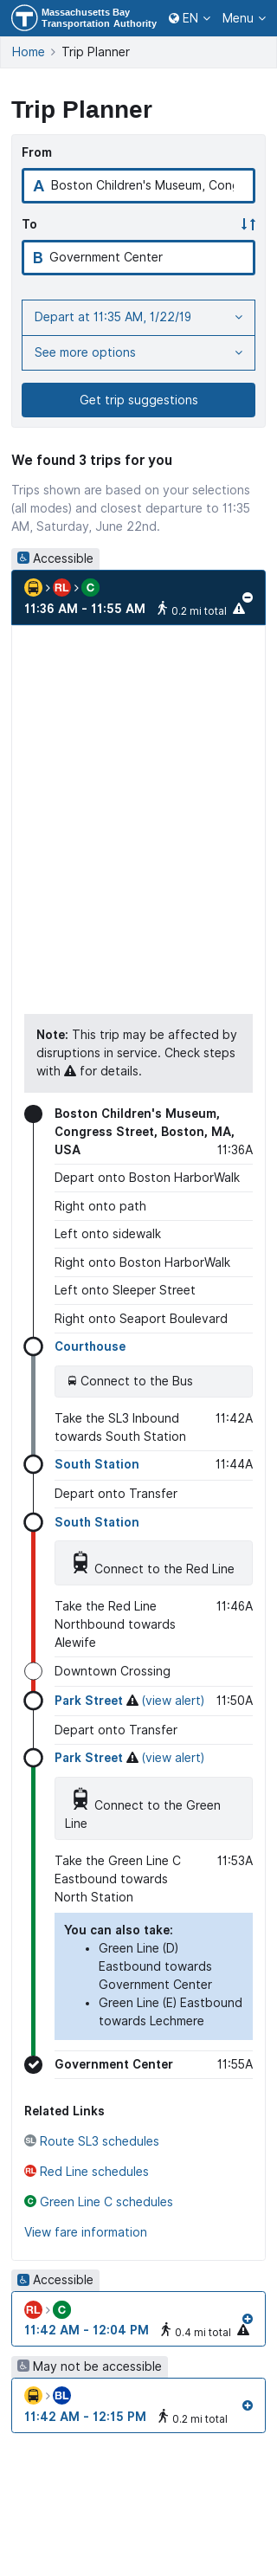 Massachusetts Bay
Transportation Authority
EN
Menu
Home
Trip Planner
Trip Planner
From
A Boston Children's Museum, Con
To
B Government Center
Depart at 11:35 AM, 1/22/19
See more options
Get trip suggestions
We found 3 trips for you
Trips shown are based on your selections
(all modes) and closest departure to 11:35
AM, Saturday, June 22nd.
Accessible
RL C
11:36 AM - 11:55 AM 0.2 mi total
Note: This trip may be affected by
disruptions in service. Check steps
with for details.
Boston Children's Museum,
Congress Street, Boston, MA,
USA 11:36A
Depart onto Boston HarborWalk
Right onto path
Left onto sidewalk
Right onto Boston HarborWalk
Left onto Sleeper Street
Right onto Seaport Boulevard
Courthouse
Connect to the Bus
Take the SL3 Inbound 11:42A
towards South Station
South Station 11:44A
Depart onto Transfer
South Station
Connect to the Red Line
Take the Red Line 11:46A
Northbound towards
Alewife
Downtown Crossing
Park Street (view alert) 11:50A
Depart onto Transfer
Park Street (view alert)
Connect to the Green
Line
Take the Green Line C 11:53A
Eastbound towards
North Station
You can also take:
• Green Line (D)
Eastbound towards
Government Center
• Green Line (E) Eastbound
towards Lechmere
Government Center 11:55A
Related Links
SL Route SL3 schedules
RL Red Line schedules
C Green Line C schedules
View fare information
Accessible
RL C
11:42 AM - 12:04 PM 0.4 mi total
May not be accessible
BL
11:42 AM - 12:15 PM 0.2 mi total